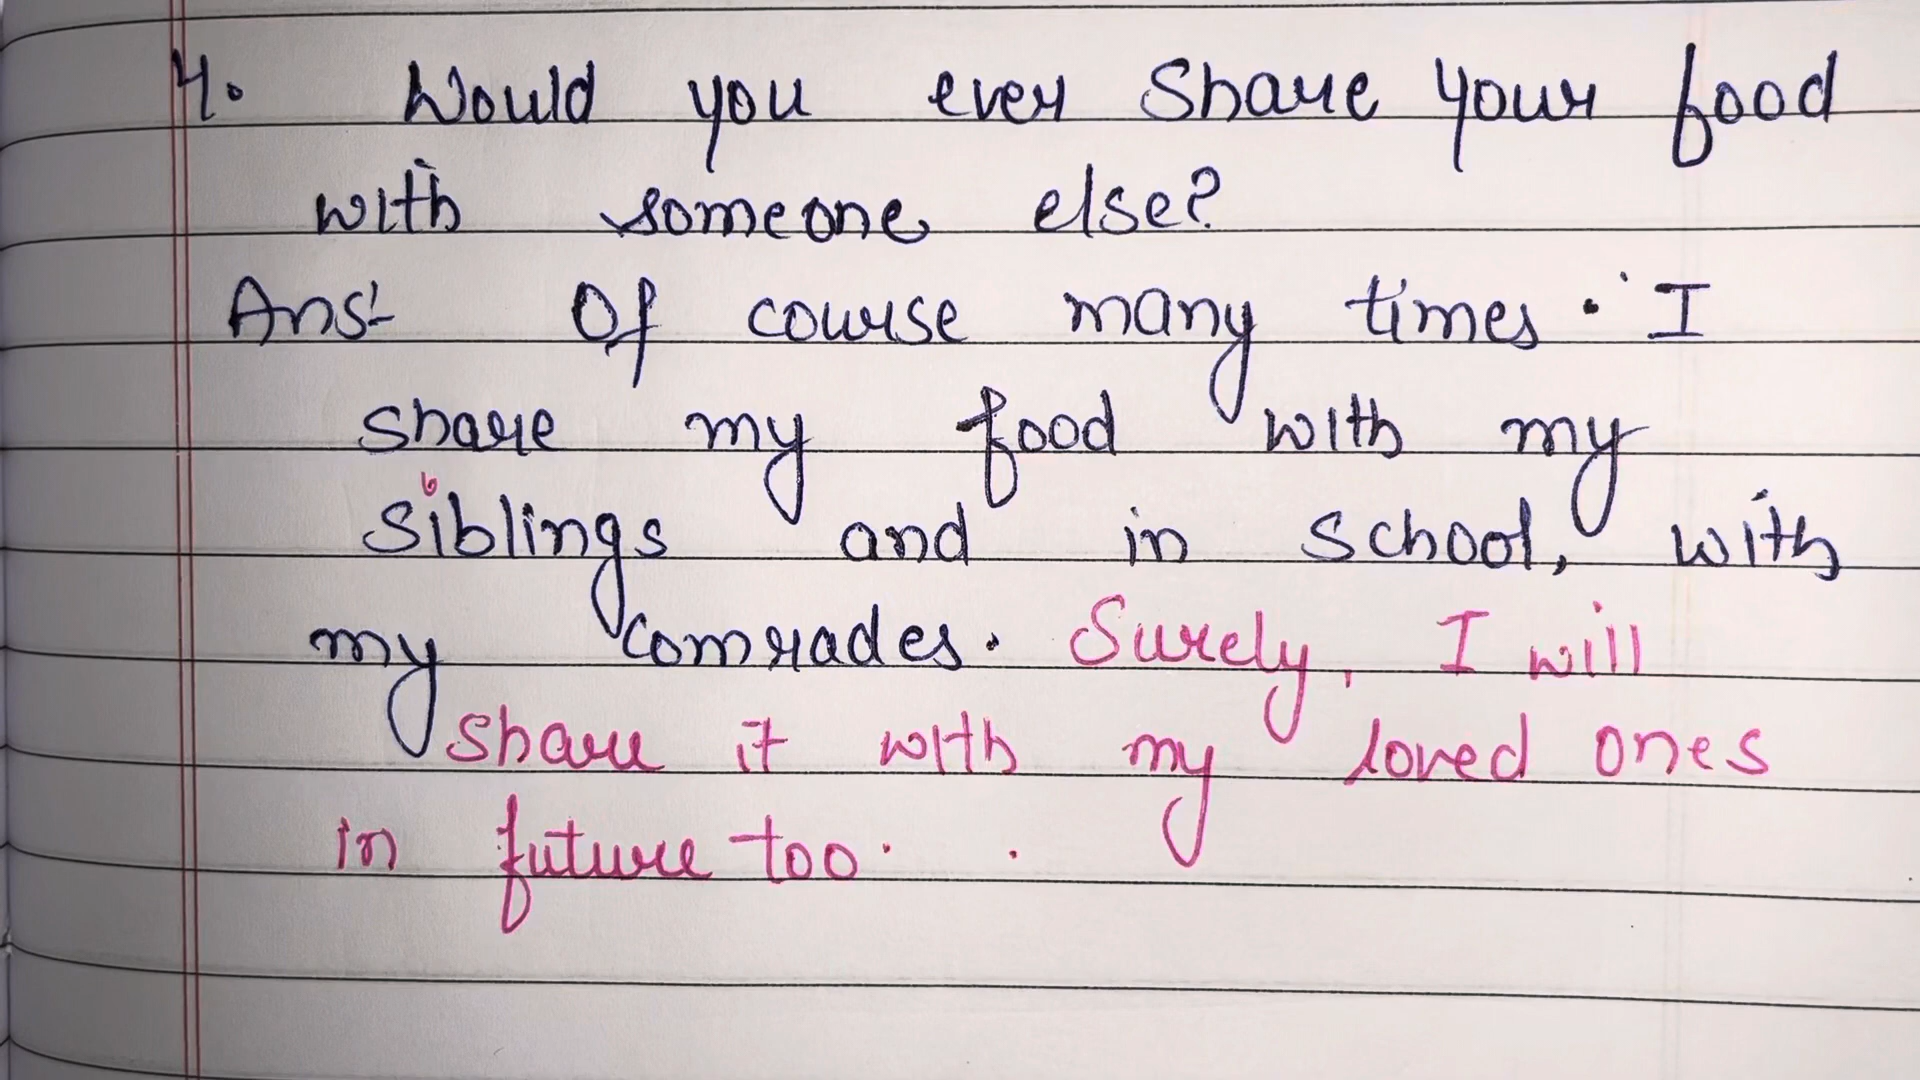 4. Would you ever Share your food
with someone else?
Ans:- Of course many times. I
share my food with my
siblings and in school, with
my comrades. Surely, I will
share it with my loved ones
in future too.